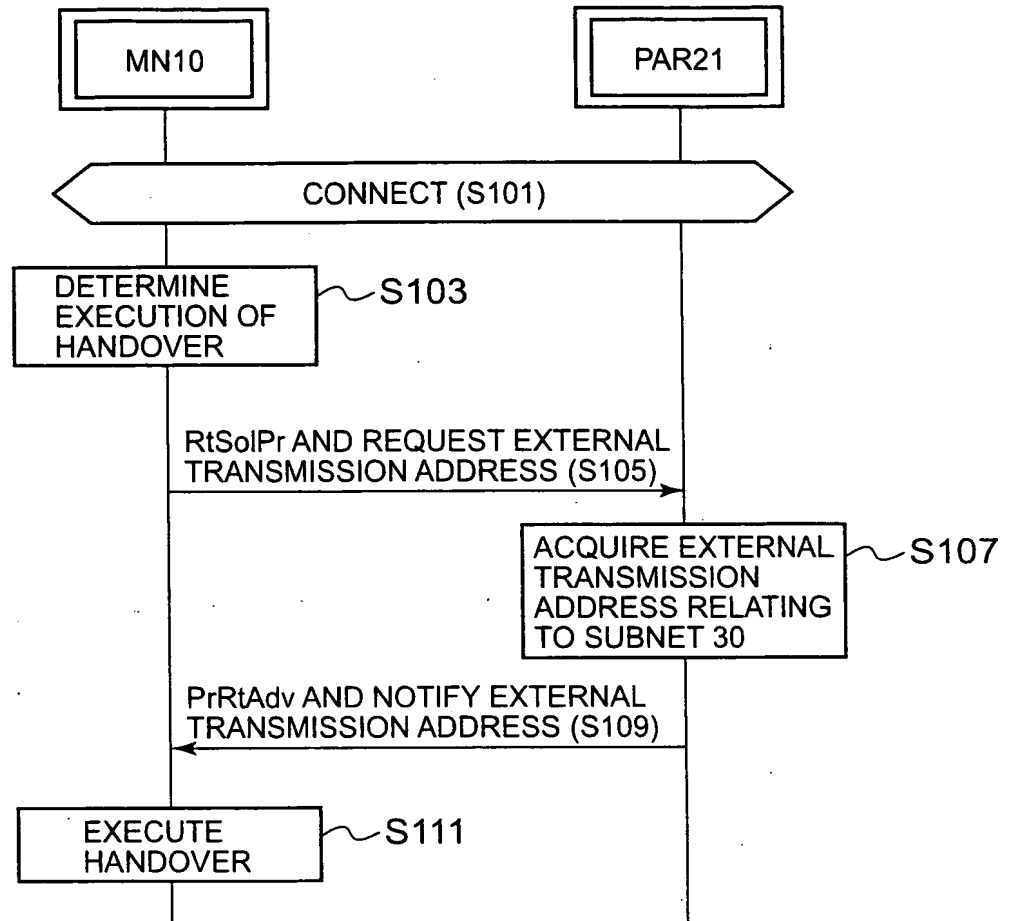 MN10
PAR21
CONNECT (S101)
DETERMINE
EXECUTION OF
HANDOVER
S103
RtSolPr AND REQUEST EXTERNAL
TRANSMISSION ADDRESS (S105)
ACQUIRE EXTERNAL
TRANSMISSION
ADDRESS RELATING
TO SUBNET 30
S107
PrRtAdv AND NOTIFY EXTERNAL
TRANSMISSION ADDRESS (S109)
EXECUTE
HANDOVER
S111